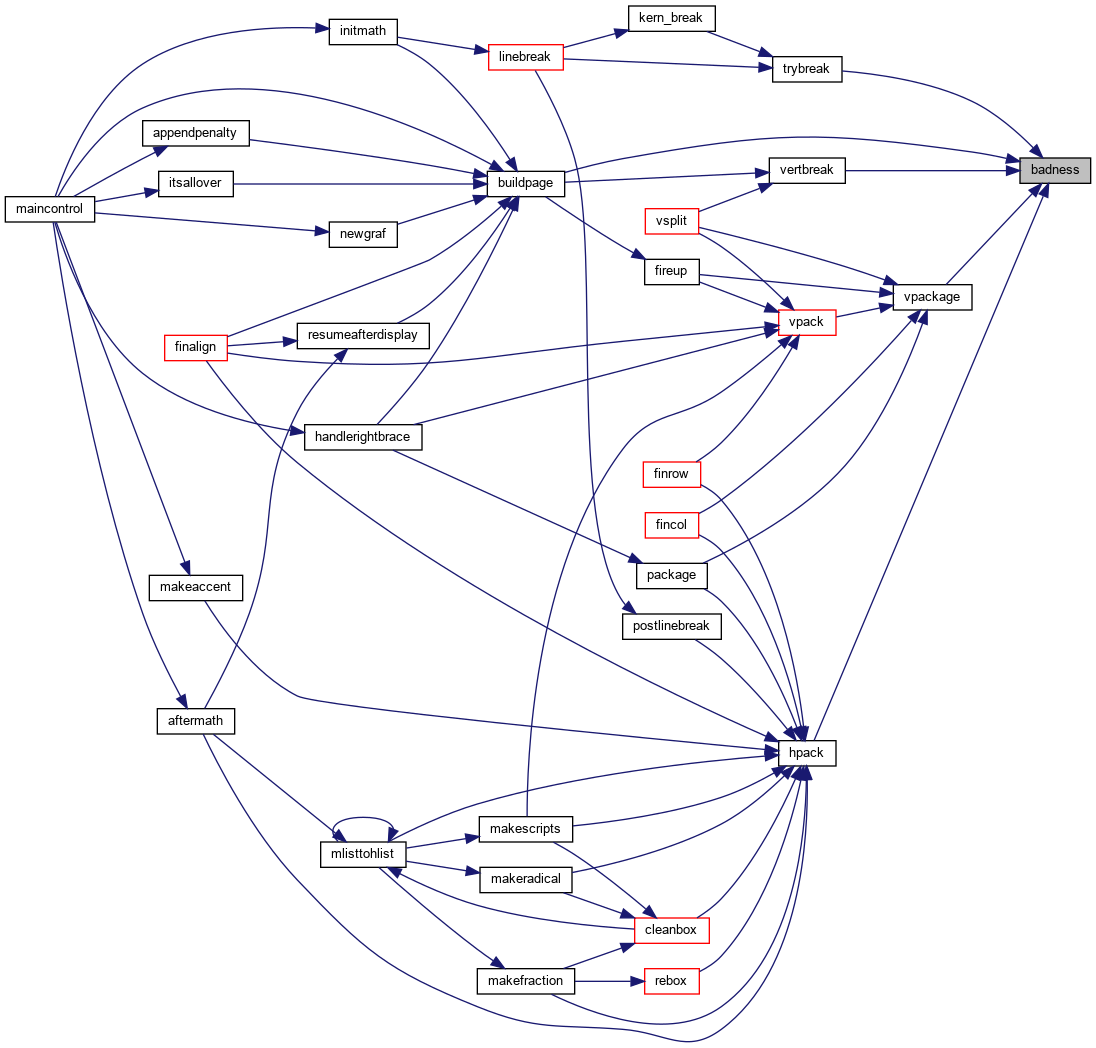 kern_break
initmath
linebreak
trybreak
appendpenalty
badness
vertbreak
itsallover
buildpage
maincontrol
vsplit
newgraf
fireup
vpackage
vpack
resumeafterdisplay
finalign
handlerightbrace
finrow
fincol
package
makeaccent
postlinebreak
aftermath
hpack
makescripts
mlisttohlist
makeradical
cleanbox
makefraction
rebox